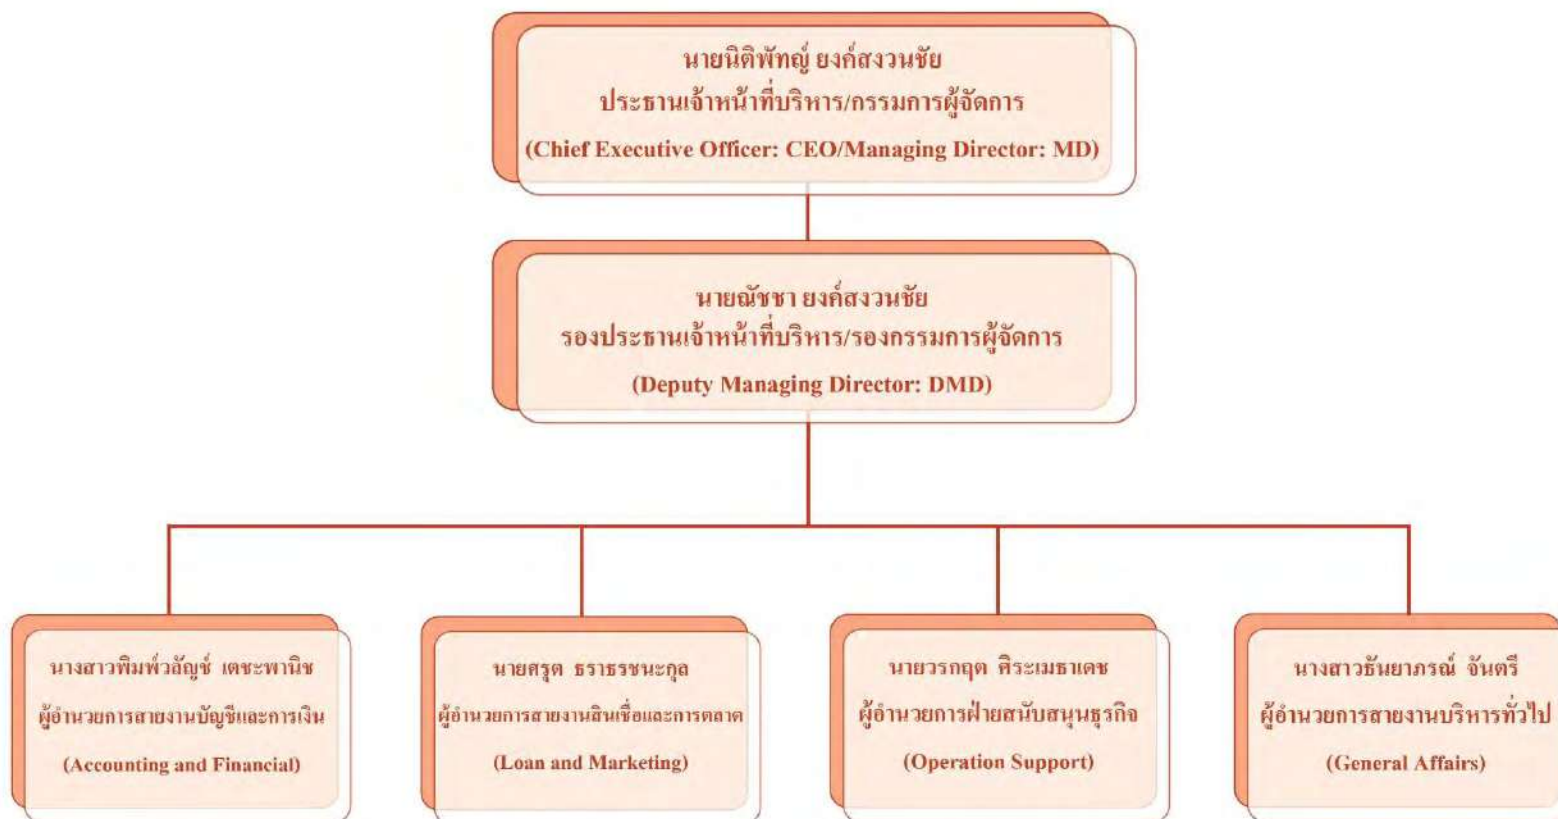 นายนิติพัทญ์ ยงค์สงวนชัย
ประธานเจ้าหน้าที่บริหาร/กรรมการผู้จัดการ
(Chief Executive Officer: CEO/Managing Director: MD)
นายณัชชา ยงค์สงวนชัย
รองประธานเจ้าหน้าที่บริหาร/รองกรรมการผู้จัดการ
(Deputy Managing Director: DMD)
นางสาวพิมพ์วลัญช์ เตชะพานิช
ผู้อำนวยการสายงานบัญชีและการเงิน
(Accounting and Financial)
นายศรุต ธราธรชนะกุล
ผู้อำนวยการสายงานสินเชื่อและการตลาด
(Loan and Marketing)
นายวรกฤต ศิระเมธาเดช
ผู้อำนวยการฝ่ายสนับสนุนธุรกิจ
(Operation Support)
นางสาวธันยาภรณ์ จันตรี
ผู้อำนวยการสายงานบริหารทั่วไป
(General Affairs)